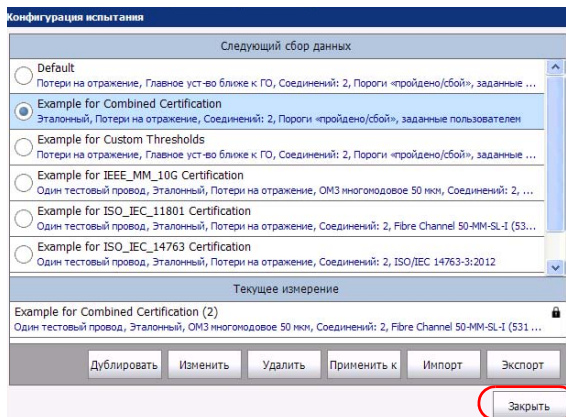 Конфигурация испытания
Следующий сбор данных
Default
Потери на отражение, Главное уст-во ближе к ГО, Соединений: 2, Пороги «пройдено/сбой», заданные ...
Example for Combined Certification
Эталонный, Потери на отражение, Соединений: 2, Пороги «пройдено/сбой», заданные пользователен
Example for Custom Thresholds
Потери на отражение, Главное уст-во ближе к ГО, Соединений: 2, Пороги «пройдено/сбой», заданные ...
Example for IEEE_MM_10G Certification
Один тестовый провод, Эталонный, Потери на отражение, ОМ3 многомодовое 50 мкн, Соединений: 2, ...
Example for ISO_IEC_11801 Certification
Один тестовый провод, Эталонный, Потери на отражение, Соединений: 2, Fibre Channel 50-MM-SL-I (53...
Example for ISO_IEC_14763 Certification
Один тестовый провод, Эталонный, Потери на отражение, Соединений: 2, ISO/IEC 14763-3:2012
Текущее измерение
Example for Combined Certification (2)
Один тестовый провод, Эталонный, ОМ3 многомодовое 50 мкн, Соединений: 2, Fibre Channel 50-MM-SL-I (531 ...
Дублировать Изменить Удалить Применить к Импорт Экспорт
Закрыть